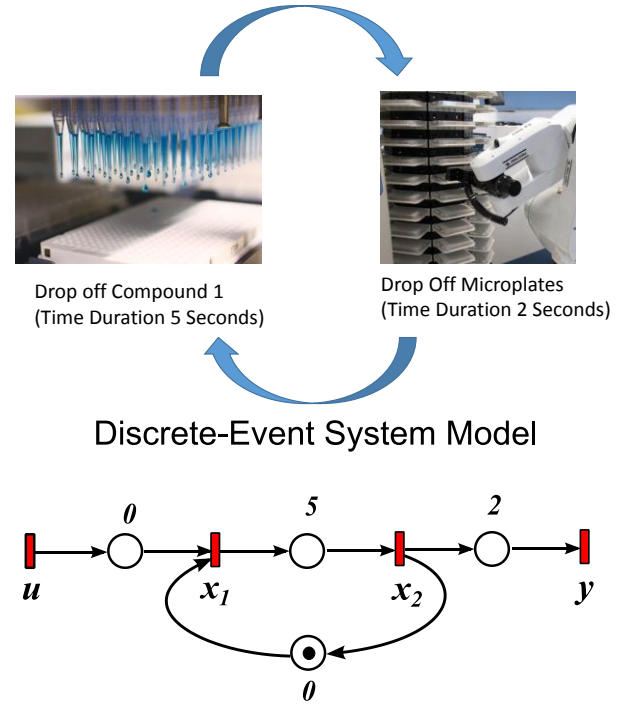 Drop off Compound 1
(Time Duration 5 Seconds)
Drop Off Microplates
(Time Duration 2 Seconds)
Discrete-Event System Model
0
5
2
u
x₁
x₂
y
0